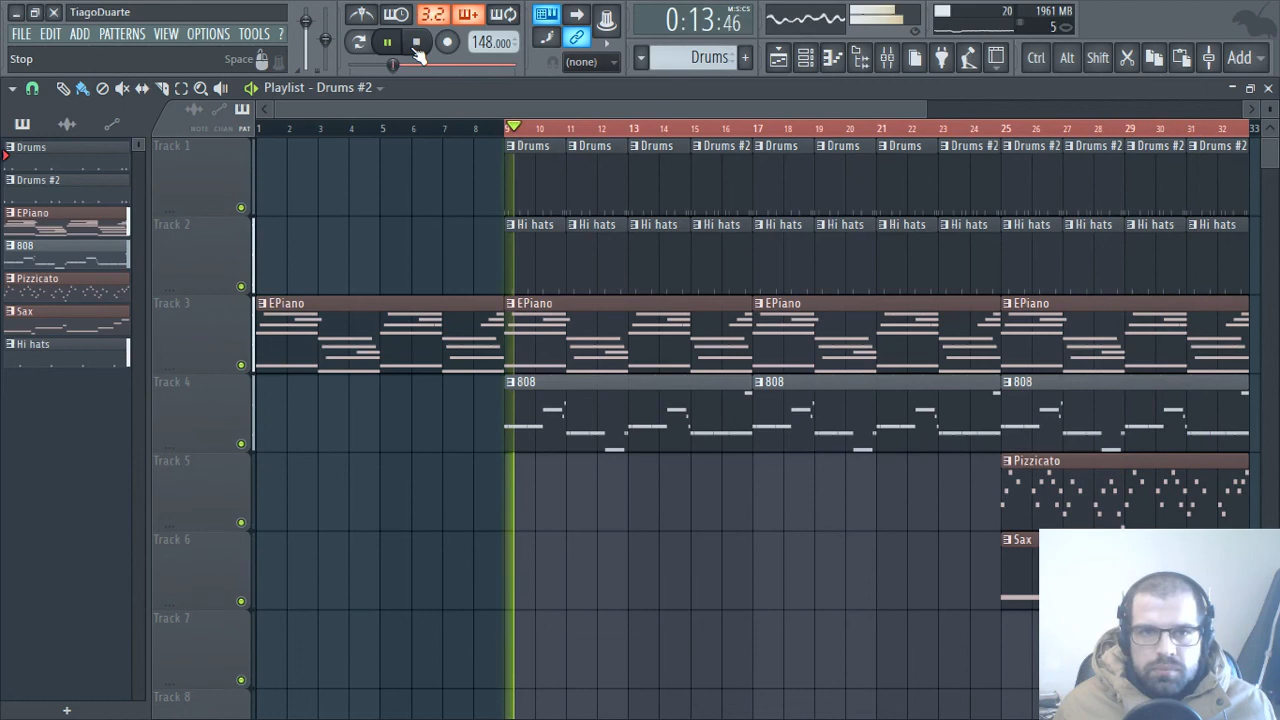 TiagoDuarte
FILE EDIT ADD PATTERNS VIEW OPTIONS TOOLS ?
Stop Space
3.2.
148.000
0:13:46
M:S:CS
20
1961 MB
5
(none)
Drums
Ctrl Alt Shift Add
Playlist - Drums #2
NOTE CHAN PAT
1 2 3 4 5 6 7 8 9 10 11 12 13 14 15 16 17 18 19 20 21 22 23 24 25 26 27 28 29 30 31 32 33
Drums
Drums #2
EPiano
808
Pizzicato
Sax
Hi hats
Track 1
Drums Drums Drums Drums #2 Drums Drums Drums Drums #2 Drums #2 Drums #2 Drums #2 Drums #2
Track 2
Hi hats Hi hats Hi hats Hi hats Hi hats Hi hats Hi hats Hi hats Hi hats Hi hats Hi hats Hi hats
Track 3
EPiano EPiano EPiano EPiano
Track 4
808 808 808
Track 5
Pizzicato
Track 6
Sax
Track 7
Track 8